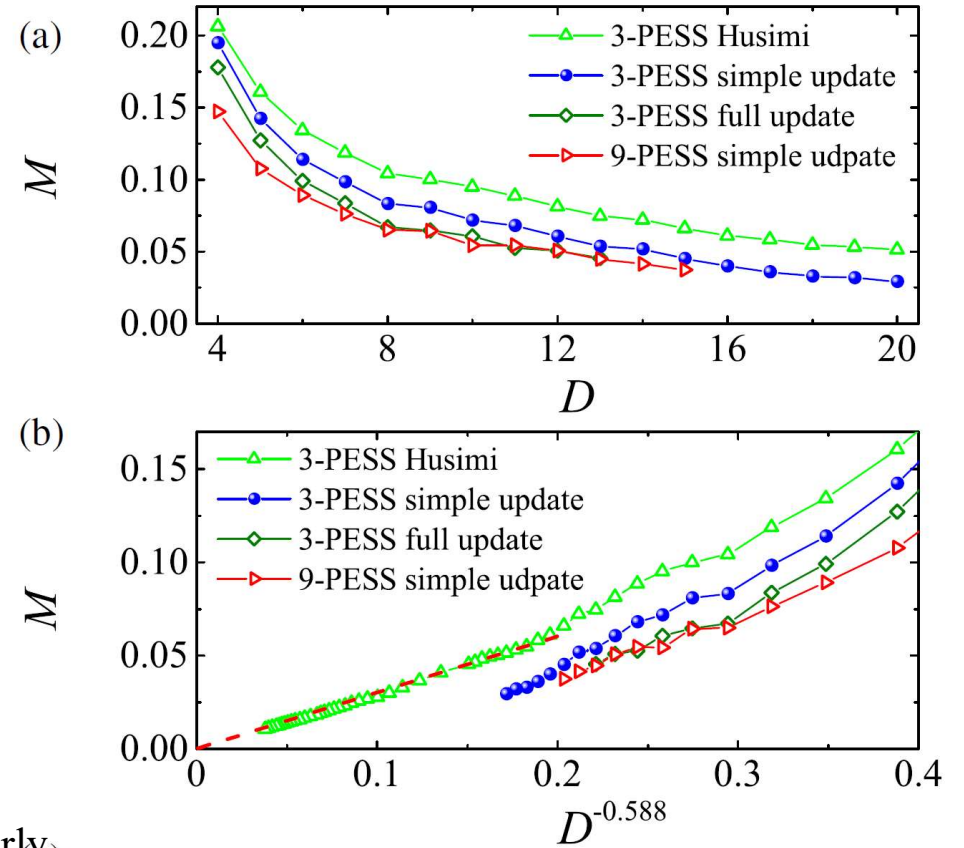 (a)
0.20
0.15
0.10
0.05
0.00
M
3-PESS Husimi
3-PESS simple update
3-PESS full update
9-PESS simple udpate
4 8 12 16 20
D
(b)
0.15
0.10
0.05
0.00
M
3-PESS Husimi
3-PESS simple update
3-PESS full update
9-PESS simple udpate
0 0.1 0.2 0.3 0.4
D^-0.588